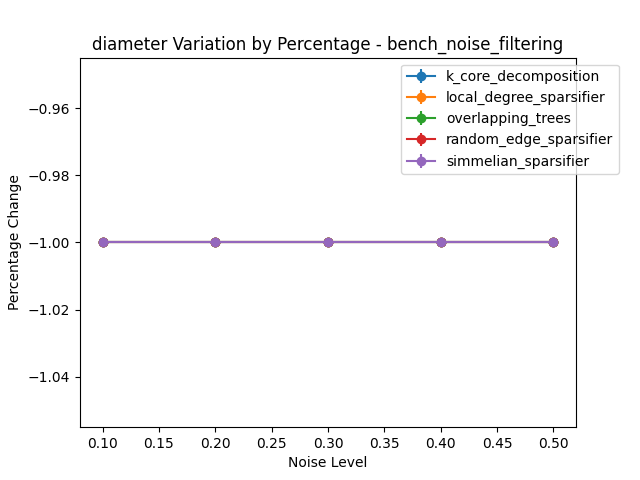 diameter Variation by Percentage - bench_noise_filtering
k_core_decomposition
local_degree_sparsifier
overlapping_trees
random_edge_sparsifier
simmelian_sparsifier
Percentage Change
−0.96
−0.98
−1.00
−1.02
−1.04
0.10 0.15 0.20 0.25 0.30 0.35 0.40 0.45 0.50
Noise Level